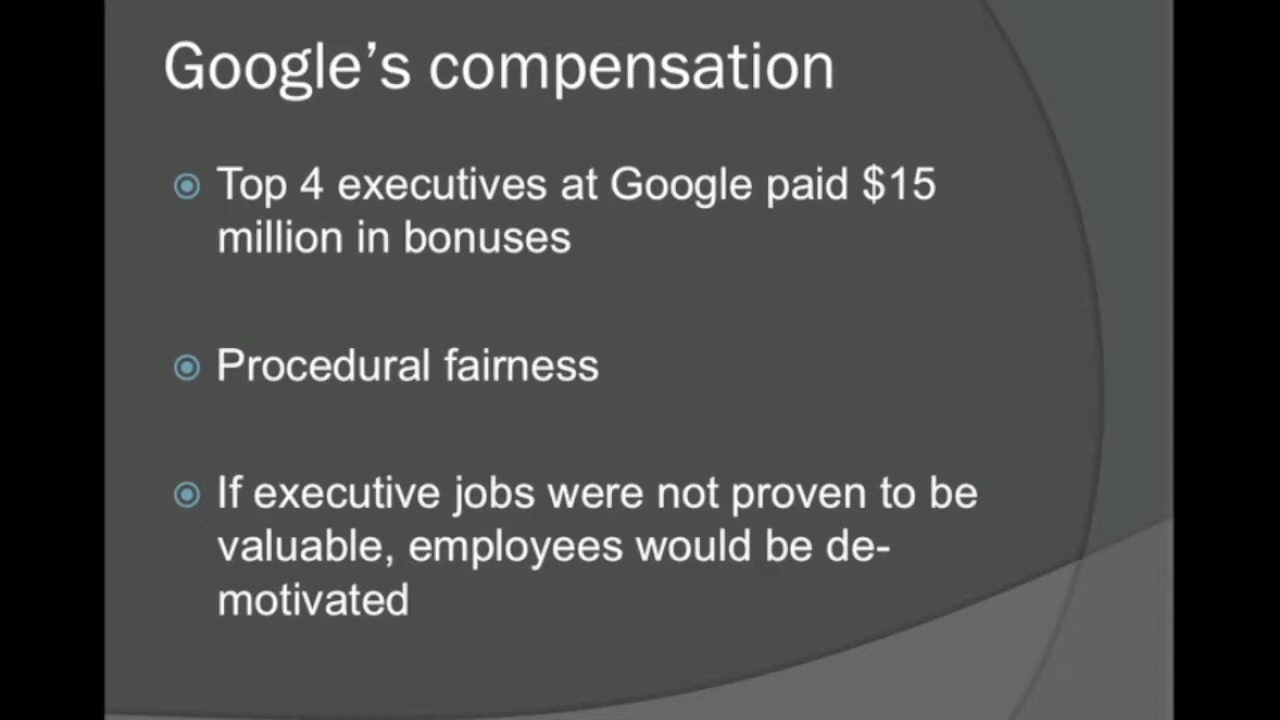 Google’s compensation
Top 4 executives at Google paid $15
million in bonuses
Procedural fairness
If executive jobs were not proven to be
valuable, employees would be de-
motivated